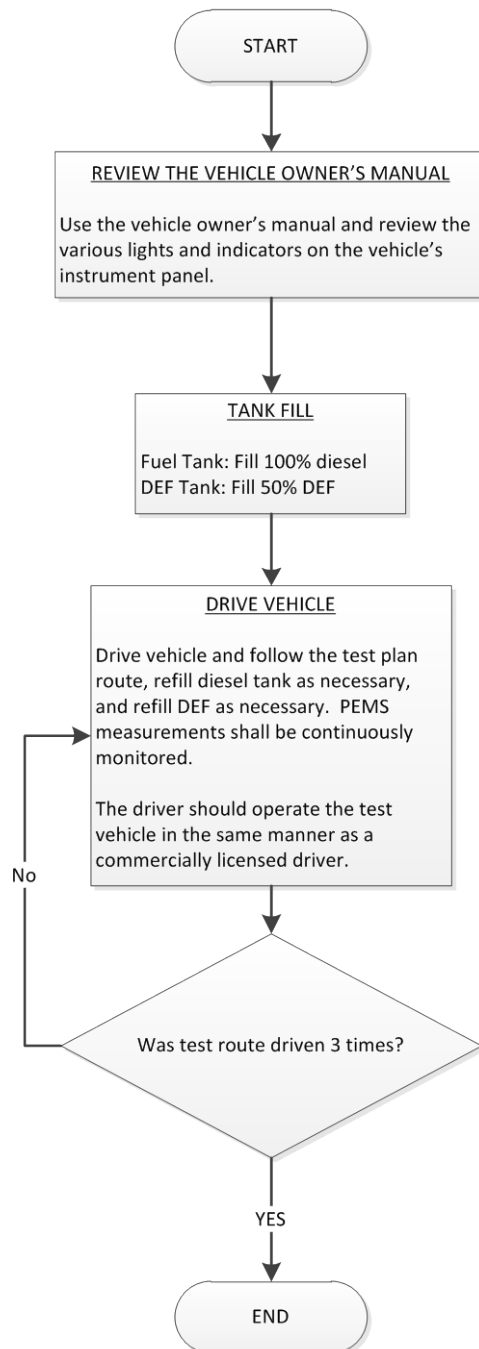 START
REVIEW THE VEHICLE OWNER'S MANUAL
Use the vehicle owner's manual and review the
various lights and indicators on the vehicle's
instrument panel.
TANK FILL
Fuel Tank: Fill 100% diesel
DEF Tank: Fill 50% DEF
DRIVE VEHICLE
Drive vehicle and follow the test plan
route, refill diesel tank as necessary,
and refill DEF as necessary.  PEMS
measurements shall be continuously
monitored.
The driver should operate the test
vehicle in the same manner as a
commercially licensed driver.
No
Was test route driven 3 times?
YES
END